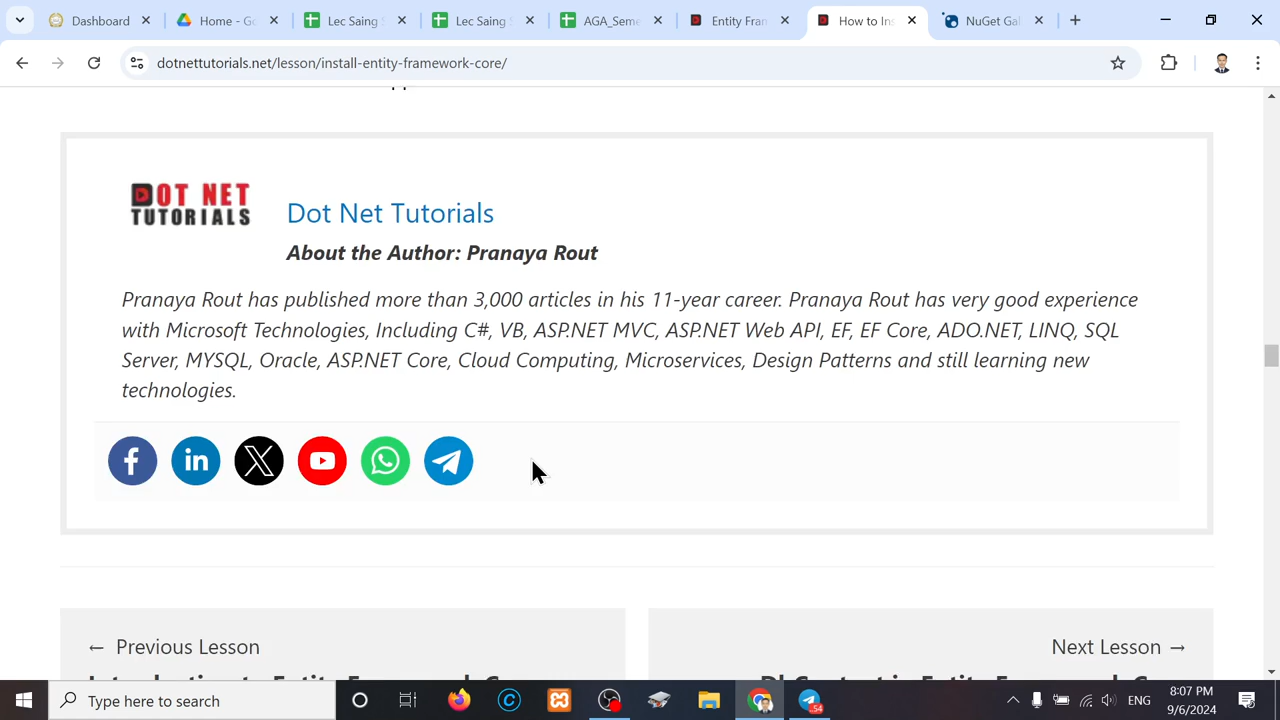 Dashboard
Home - Go
Lec Saing S
Lec Saing S
AGA_Seme
Entity Fram
How to Ins
NuGet Gal
dotnettutorials.net/lesson/install-entity-framework-core/
DOT NET
TUTORIALS
Dot Net Tutorials
About the Author: Pranaya Rout
Pranaya Rout has published more than 3,000 articles in his 11-year career. Pranaya Rout has very good experience
with Microsoft Technologies, Including C#, VB, ASP.NET MVC, ASP.NET Web API, EF, EF Core, ADO.NET, LINQ, SQL
Server, MYSQL, Oracle, ASP.NET Core, Cloud Computing, Microservices, Design Patterns and still learning new
technologies.
← Previous Lesson
Next Lesson →
Type here to search
54
ENG
8:07 PM
9/6/2024